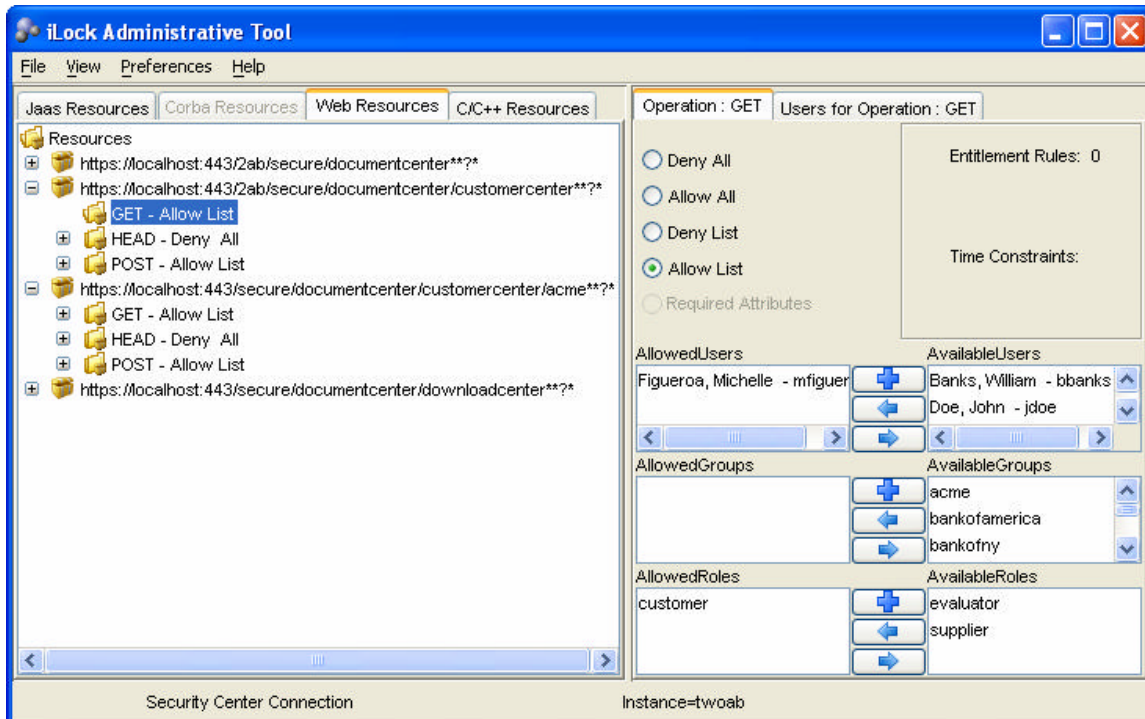 iLock Administrative Tool
File View Preferences Help
Jaas Resources Corba Resources Web Resources C/C++ Resources
Resources
https://localhost:443/2ab/secure/documentcenter**?*
https://localhost:443/2ab/secure/documentcenter/customercenter**?*
GET - Allow List
HEAD - Deny All
POST - Allow List
https://localhost:443/secure/documentcenter/customercenter/acme**?*
GET - Allow List
HEAD - Deny All
POST - Allow List
https://localhost:443/secure/documentcenter/downloadcenter**?*
Operation : GET Users for Operation : GET
Deny All
Allow All
Deny List
Allow List
Required Attributes
Entitlement Rules: 0
Time Constraints:
AllowedUsers AvailableUsers
Figueroa, Michelle - mfiguer
Banks, William - bbanks
Doe, John - jdoe
AllowedGroups AvailableGroups
acme
bankofamerica
bankofny
AllowedRoles AvailableRoles
customer
evaluator
supplier
Security Center Connection Instance=twoab